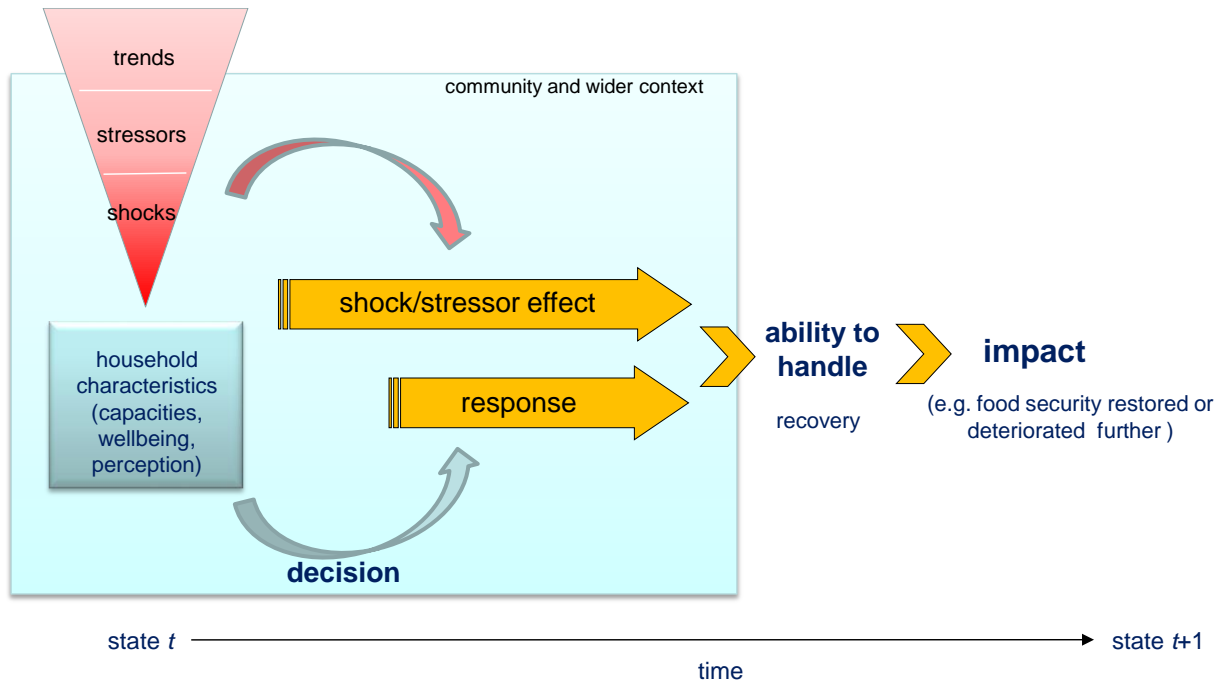 trends
community and wider context
stressors
shocks
shock/stressor effect
household
characteristics
(capacities,
wellbeing,
perception)
response
ability to
handle
recovery
impact
(e.g. food security restored or
deteriorated further )
decision
state t
state t+1
time